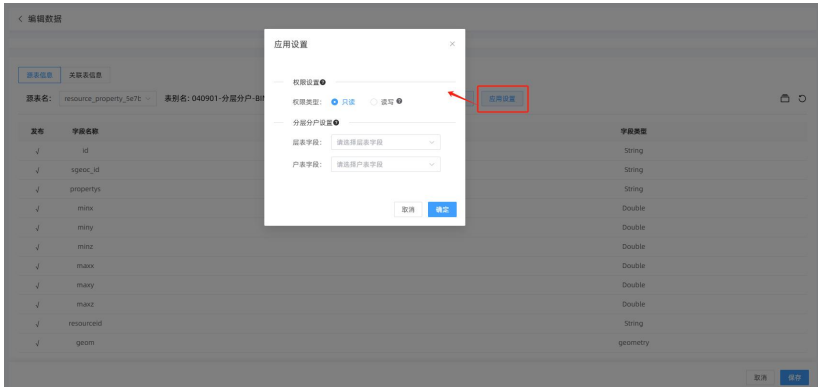 < 编辑数据
应用设置 ×
源表信息 关联表信息
权限设置
源表名: resource_property_5e7b 表别名: 040901-分层分户-BIM 应用设置
权限类型: 只读 读写
分层分户设置
发布 字段名称 字段类型
层表字段: 请选择层表字段
id String
户表字段: 请选择户表字段
sgeoc_id String
propertys String
minx Double
取消 确定
miny Double
minz Double
maxx Double
maxy Double
maxz Double
resourceid String
geom geometry
取消 保存